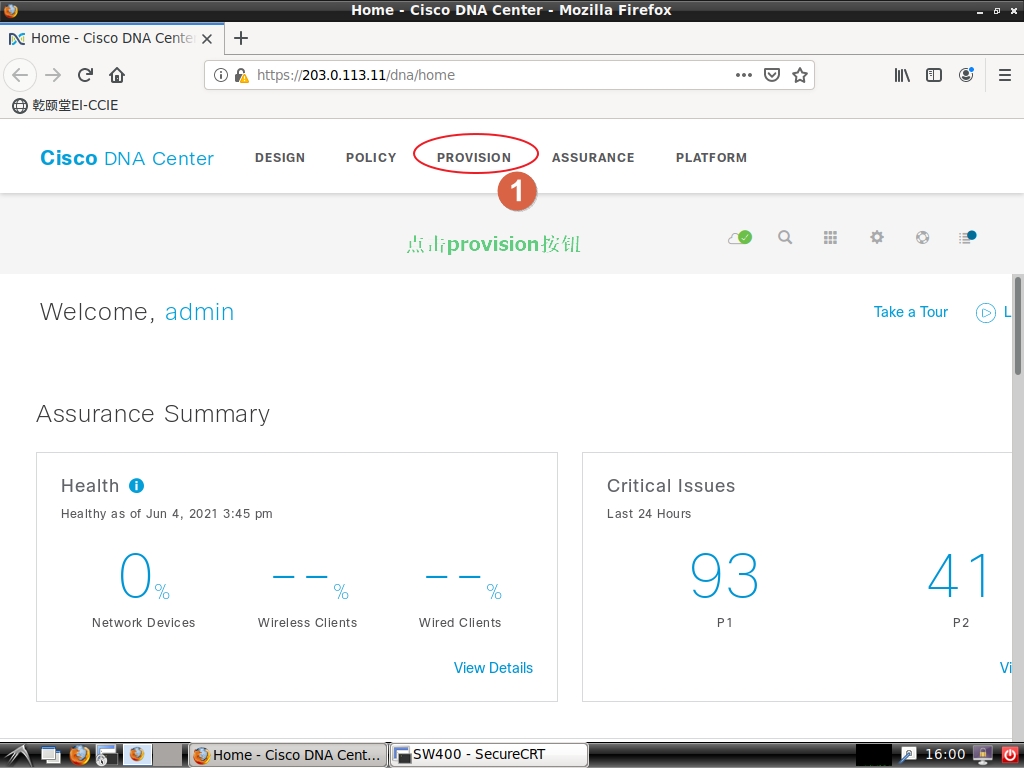 Home - Cisco DNA Center - Mozilla Firefox
Home - Cisco DNA Cente
https://203.0.113.11/dna/home
乾颐堂EI-CCIE
Cisco DNA Center DESIGN POLICY PROVISION ASSURANCE PLATFORM
1
点击provision按钮
Welcome, admin
Take a Tour
L
Assurance Summary
Health
Healthy as of Jun 4, 2021 3:45 pm
0% -- % -- %
Network Devices Wireless Clients Wired Clients
View Details
Critical Issues
Last 24 Hours
93 41
P1 P2
Vi
Home - Cisco DNA Cent...
SW400 - SecureCRT
16:00